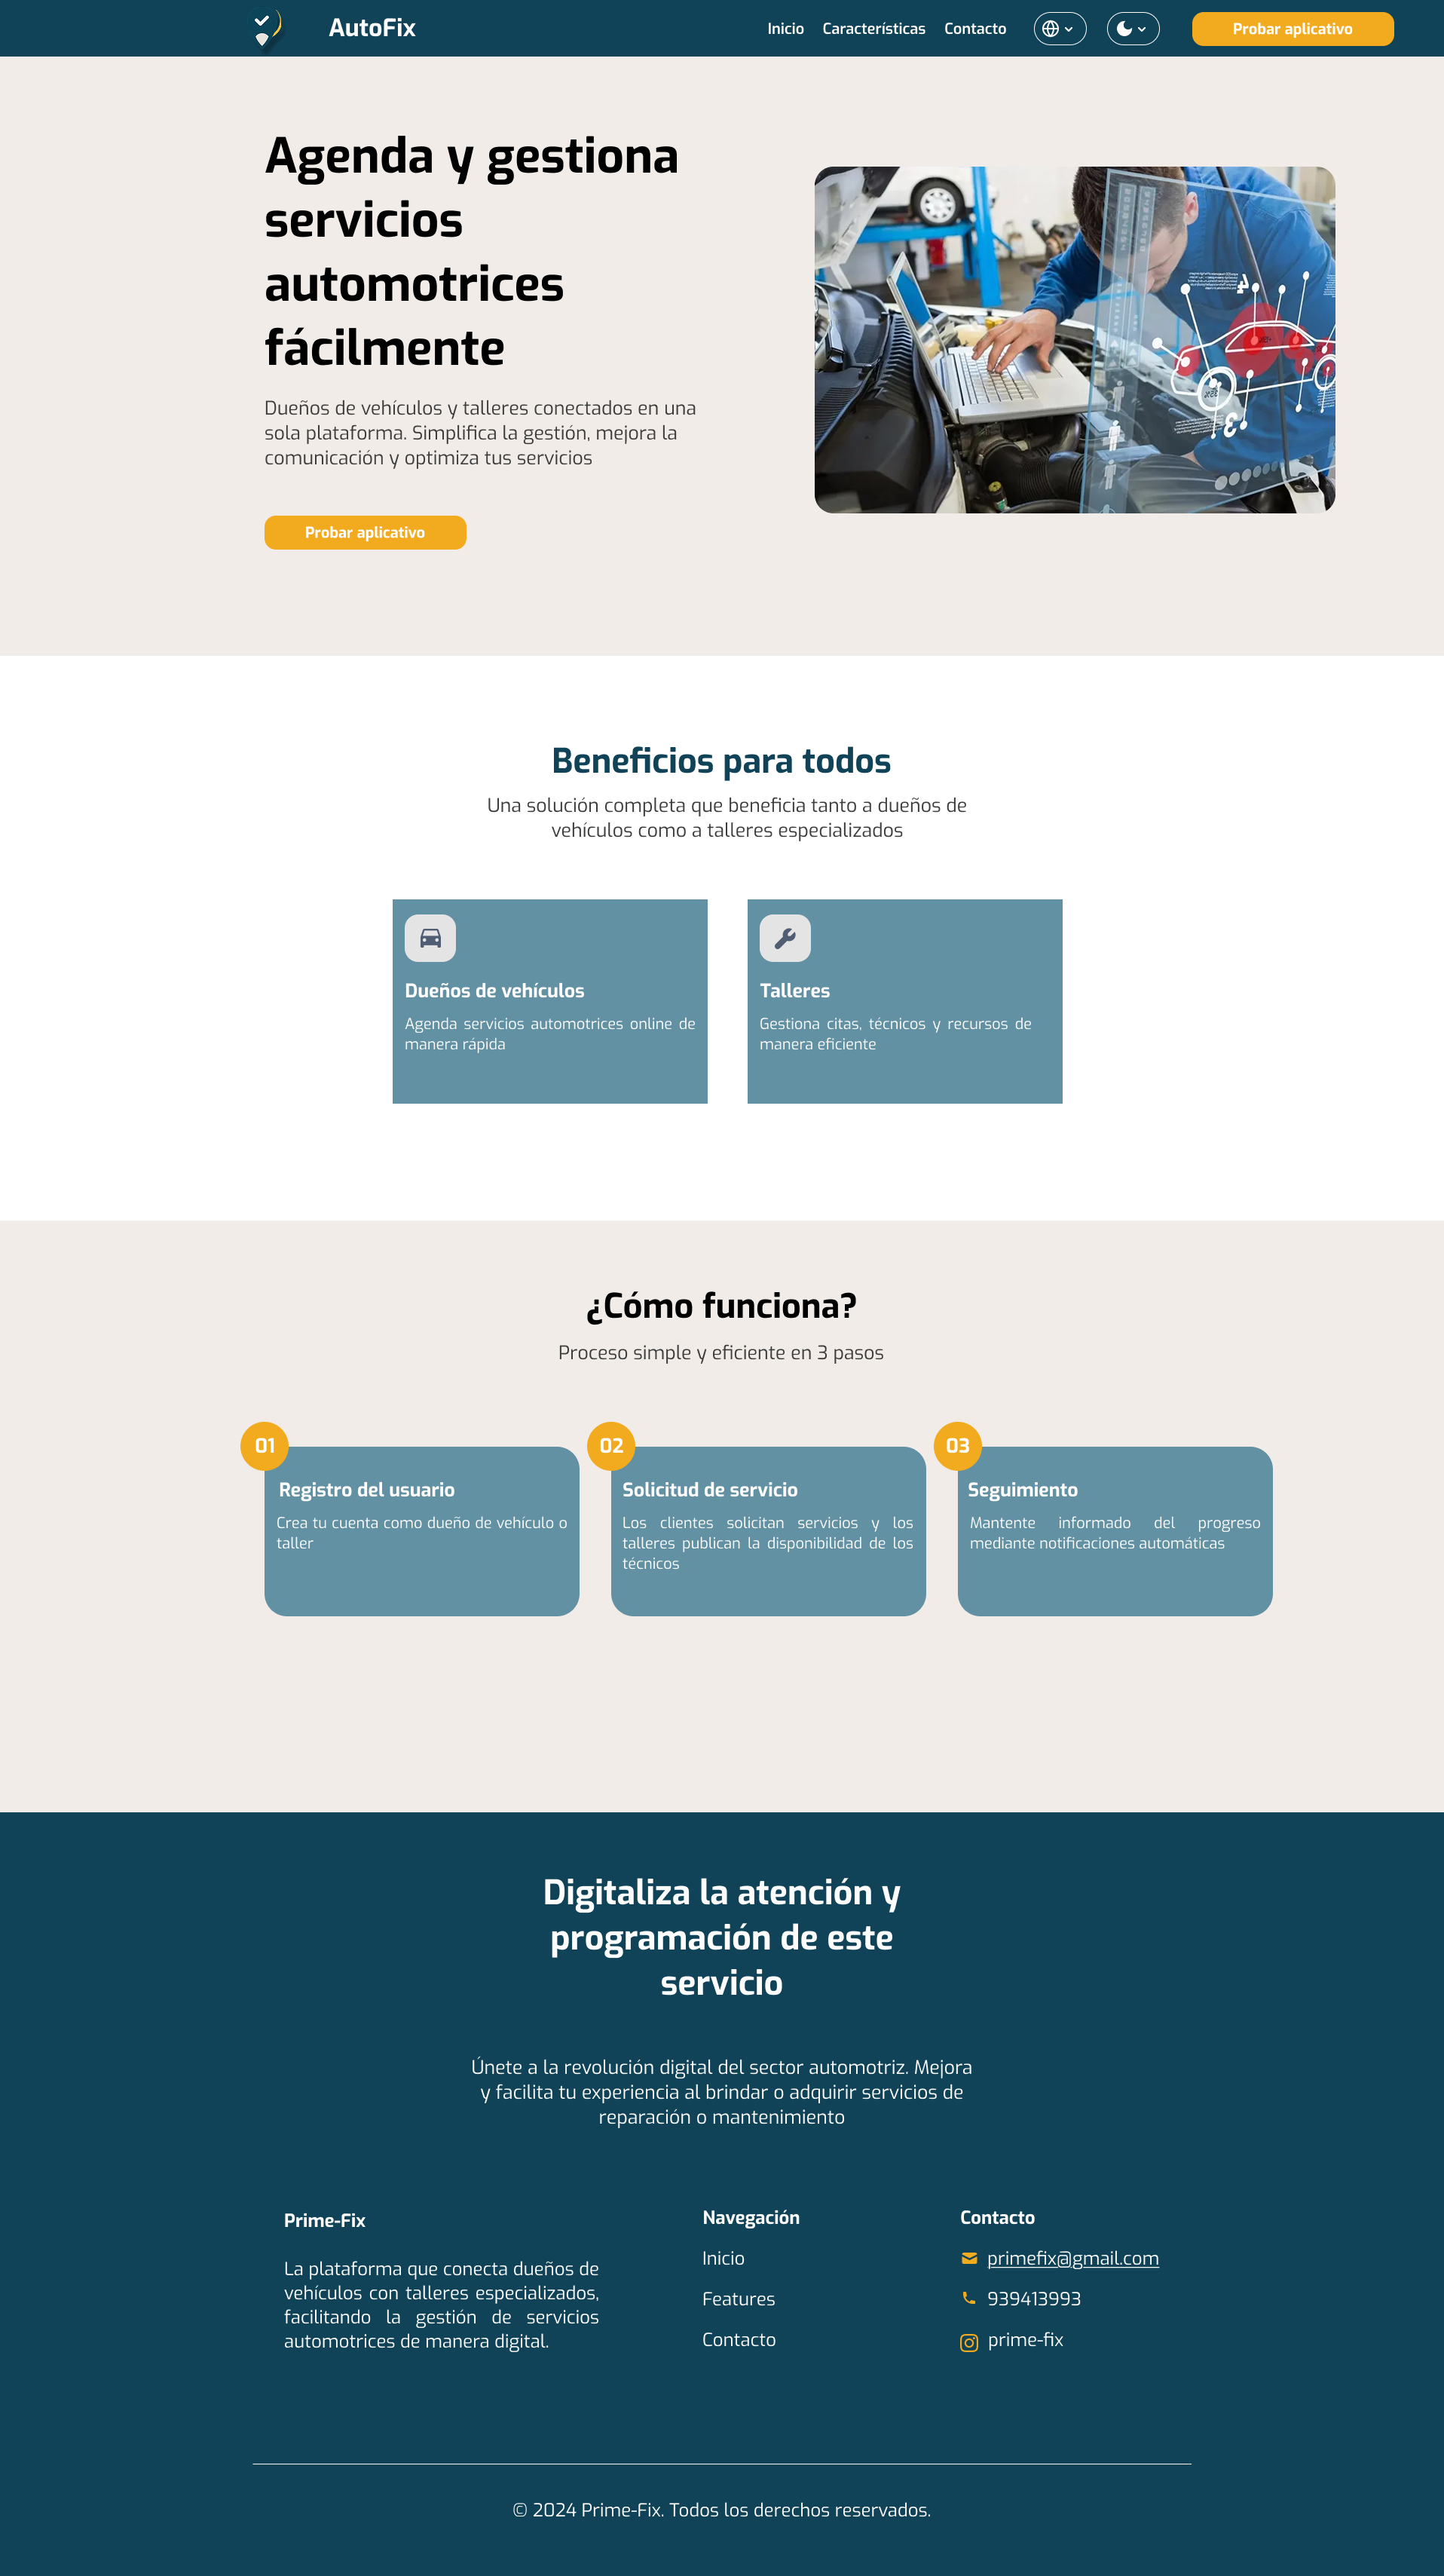 AutoFix
Inicio
Características
Contacto
Probar aplicativo
Agenda y gestiona
servicios
automotrices
fácilmente
Dueños de vehículos y talleres conectados en una
sola plataforma. Simplifica la gestión, mejora la
comunicación y optimiza tus servicios
Probar aplicativo
Beneficios para todos
Una solución completa que beneficia tanto a dueños de
vehículos como a talleres especializados
Dueños de vehículos
Agenda servicios automotrices online de
manera rápida
Talleres
Gestiona citas, técnicos y recursos de
manera eficiente
¿Cómo funciona?
Proceso simple y eficiente en 3 pasos
01
Registro del usuario
Crea tu cuenta como dueño de vehículo o
taller
02
Solicitud de servicio
Los clientes solicitan servicios y los
talleres publican la disponibilidad de los
técnicos
03
Seguimiento
Mantente informado del progreso
mediante notificaciones automáticas
Digitaliza la atención y
programación de este
servicio
Únete a la revolución digital del sector automotriz. Mejora
y facilita tu experiencia al brindar o adquirir servicios de
reparación o mantenimiento
Prime-Fix
La plataforma que conecta dueños de
vehículos con talleres especializados,
facilitando la gestión de servicios
automotrices de manera digital.
Navegación
Inicio
Features
Contacto
Contacto
primefix@gmail.com
939413993
prime-fix
© 2024 Prime-Fix. Todos los derechos reservados.